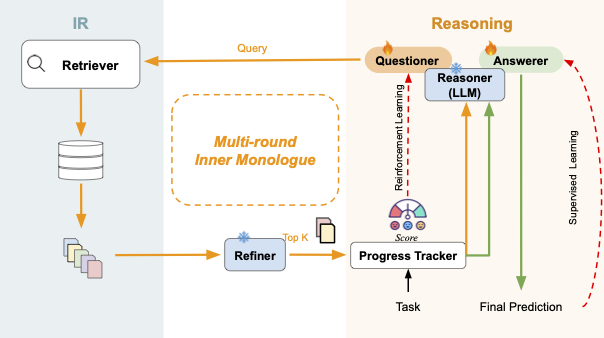 IR
Reasoning
Query
Retriever
Questioner
Answerer
Reasoner
(LLM)
Multi-round
Inner Monologue
Reinforcement Learning
Supervised Learning
Score
Top K
Refiner
Progress Tracker
Task
Final Prediction